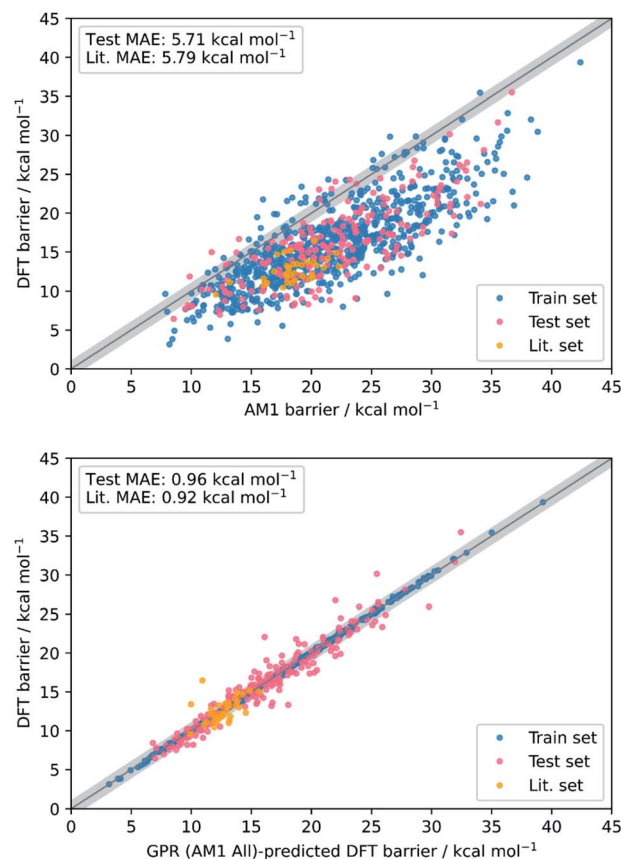 45
40
35
30
25
20
15
10
5
0
DFT barrier / kcal mol⁻¹
Test MAE: 5.71 kcal mol⁻¹
Lit. MAE: 5.79 kcal mol⁻¹
Train set
Test set
Lit. set
0 5 10 15 20 25 30 35 40 45
AM1 barrier / kcal mol⁻¹
45
40
35
30
25
20
15
10
5
0
DFT barrier / kcal mol⁻¹
Test MAE: 0.96 kcal mol⁻¹
Lit. MAE: 0.92 kcal mol⁻¹
Train set
Test set
Lit. set
0 5 10 15 20 25 30 35 40 45
GPR (AM1 All)-predicted DFT barrier / kcal mol⁻¹